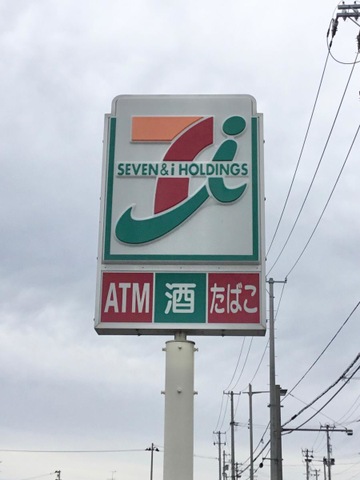 SEVEN & i HOLDINGS
ATM 酒 たばこ